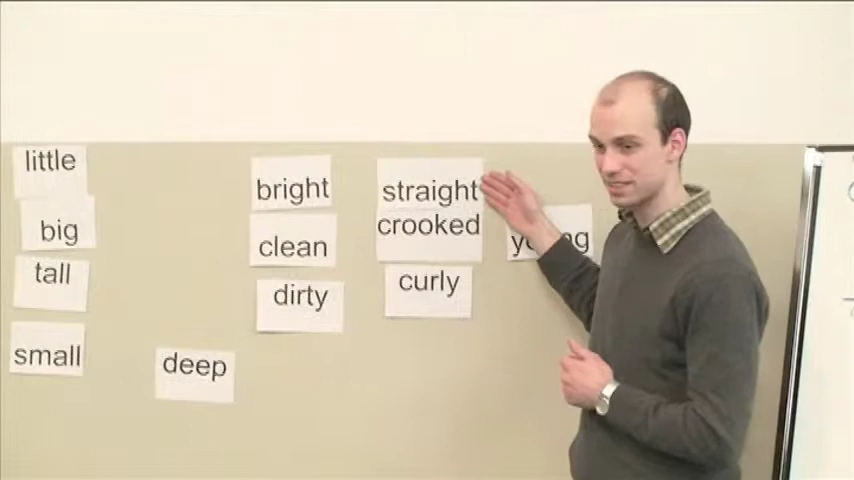 little
big
tall
small
deep
bright
clean
dirty
straight
crooked
curly